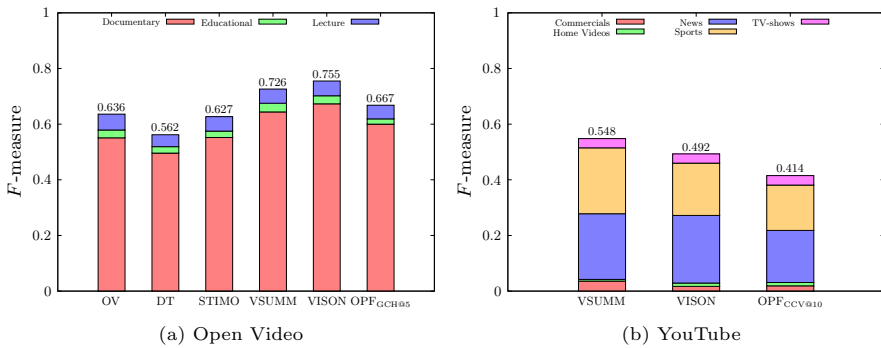 1
0.8
0.6
0.4
0.2
0
F-measure
Documentary
Educational
Lecture
0.636
0.562
0.627
0.726
0.755
0.667
OV
DT
STIMO
VSUMM
VISON
OPFGCH@5
(a) Open Video
1
0.8
0.6
0.4
0.2
0
F-measure
Commercials
Home Videos
News
Sports
TV-shows
0.548
0.492
0.414
VSUMM
VISON
OPFCCV@10
(b) YouTube